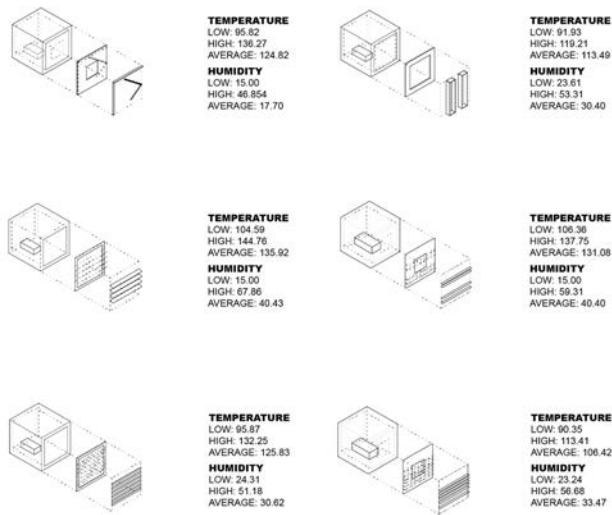 TEMPERATURE
LOW: 95.82
HIGH: 136.27
AVERAGE: 124.82
HUMIDITY
LOW: 15.00
HIGH: 46.854
AVERAGE: 17.70
TEMPERATURE
LOW: 91.93
HIGH: 119.21
AVERAGE: 113.49
HUMIDITY
LOW: 23.61
HIGH: 53.31
AVERAGE: 30.40
TEMPERATURE
LOW: 104.59
HIGH: 144.76
AVERAGE: 135.92
HUMIDITY
LOW: 15.00
HIGH: 67.86
AVERAGE: 40.43
TEMPERATURE
LOW: 106.36
HIGH: 137.75
AVERAGE: 131.08
HUMIDITY
LOW: 15.00
HIGH: 59.31
AVERAGE: 40.40
TEMPERATURE
LOW: 95.87
HIGH: 132.25
AVERAGE: 125.83
HUMIDITY
LOW: 24.31
HIGH: 51.18
AVERAGE: 30.62
TEMPERATURE
LOW: 90.35
HIGH: 113.41
AVERAGE: 106.42
HUMIDITY
LOW: 23.24
HIGH: 56.68
AVERAGE: 33.47